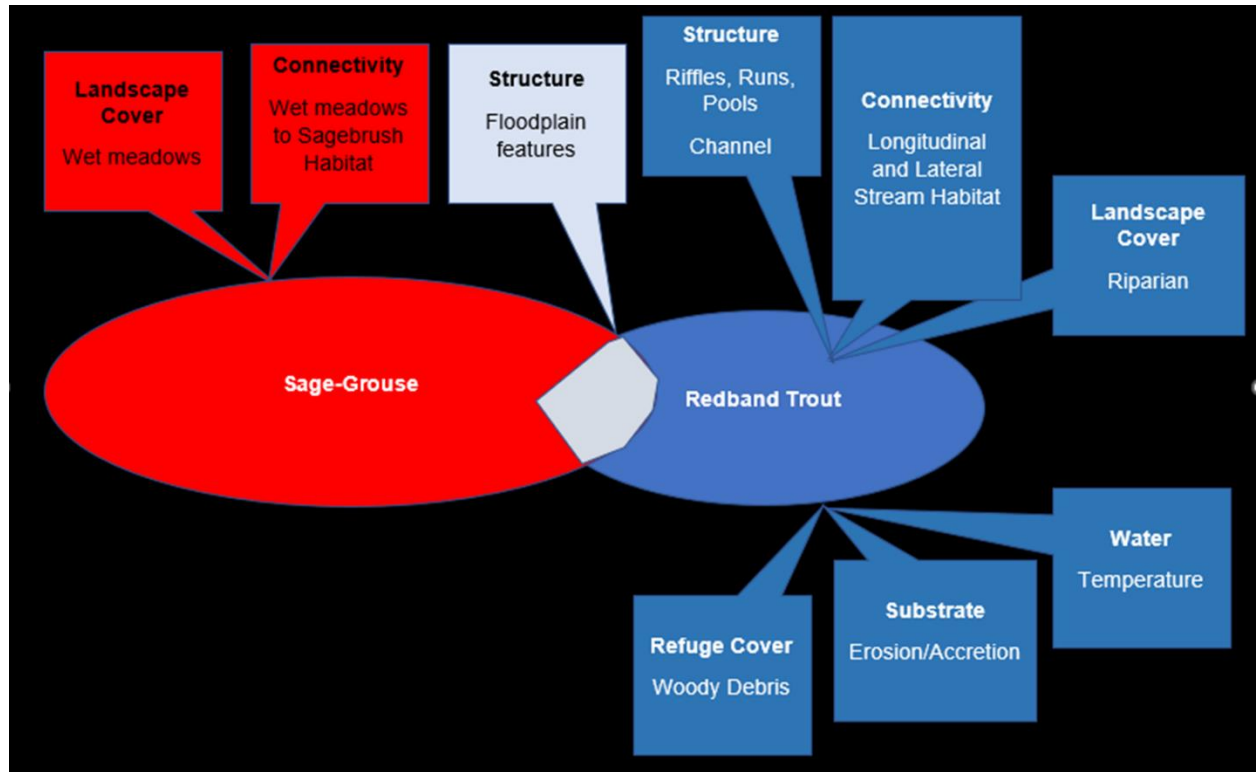 Landscape
Cover
Wet meadows
Connectivity
Wet meadows
to Sagebrush
Habitat
Structure
Floodplain
features
Structure
Riffles, Runs,
Pools
Channel
Connectivity
Longitudinal
and Lateral
Stream Habitat
Landscape
Cover
Riparian
Sage-Grouse
Redband Trout
Water
Temperature
Substrate
Erosion/Accretion
Refuge Cover
Woody Debris